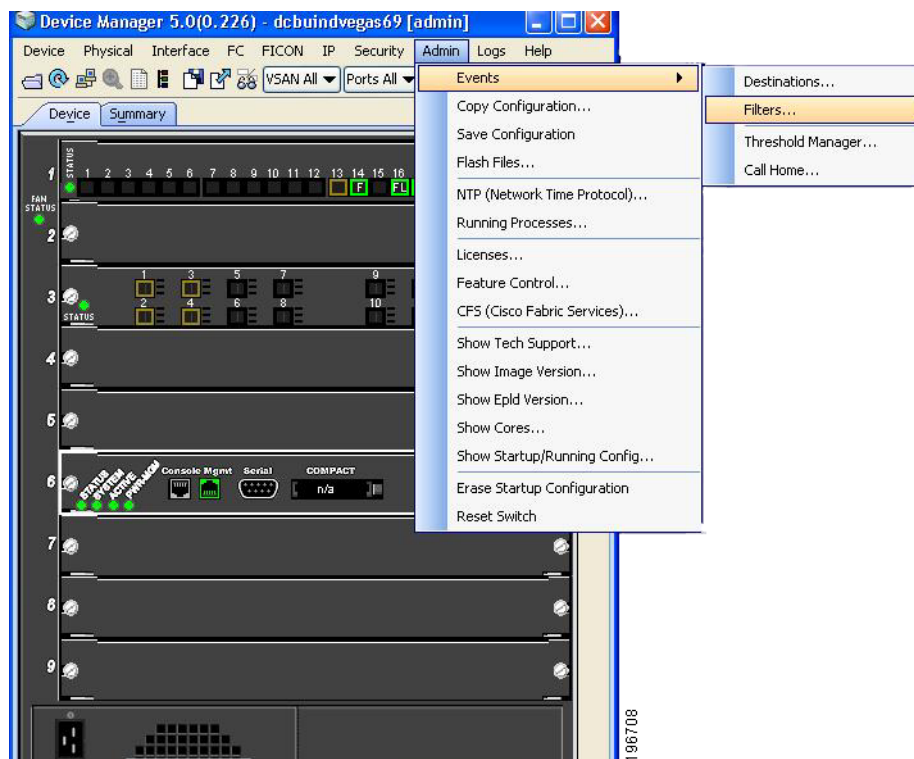 Device Manager 5.0(0.226) - dcbuindvegas69 [admin]
Device Physical Interface FC FICON IP Security Admin Logs Help
VSAN All Ports All
Device Summary
Events
Copy Configuration...
Save Configuration
Flash Files...
NTP (Network Time Protocol)...
Running Processes...
Licenses...
Feature Control...
CFS (Cisco Fabric Services)...
Show Tech Support...
Show Image Version...
Show Epld Version...
Show Cores...
Show Startup/Running Config...
Erase Startup Configuration
Reset Switch
Destinations...
Filters...
Threshold Manager...
Call Home...
1 STATUS 1 2 3 4 5 6 7 8 9 10 11 12 13 14 15 16
F FL
FAN STATUS
2
1 3 5 7 9
3
2 4 6 8 10
STATUS
4
5
6 STATUS SYSTEM ACTIVE PWR-MGM Console Mgmt Serial COMPACT
n/a
7
8
9
196708